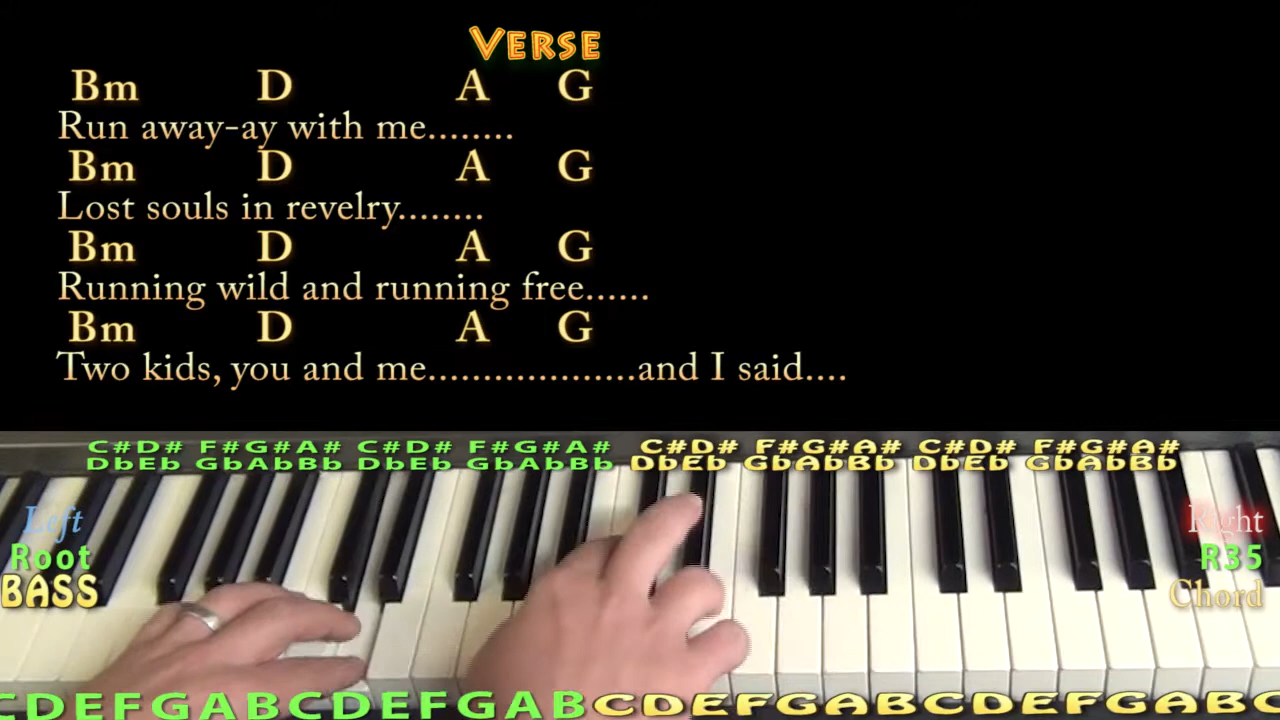 VERSE
Bm D A G
Run away-ay with me........
Bm D A G
Lost souls in revelry........
Bm D A G
Running wild and running free......
Bm D A G
Two kids, you and me...................and I said....
C#D# F#G#A# C#D# F#G#A# C#D# F#G#A# C#D# F#G#A#
DbEb GbAbBb DbEb GbAbBb DbEb GbAbBb DbEb GbAbBb
Left
Root
BASS
Right
R35
Chord
CDEFGABCDEFGABCDEFGABCDEFGABC